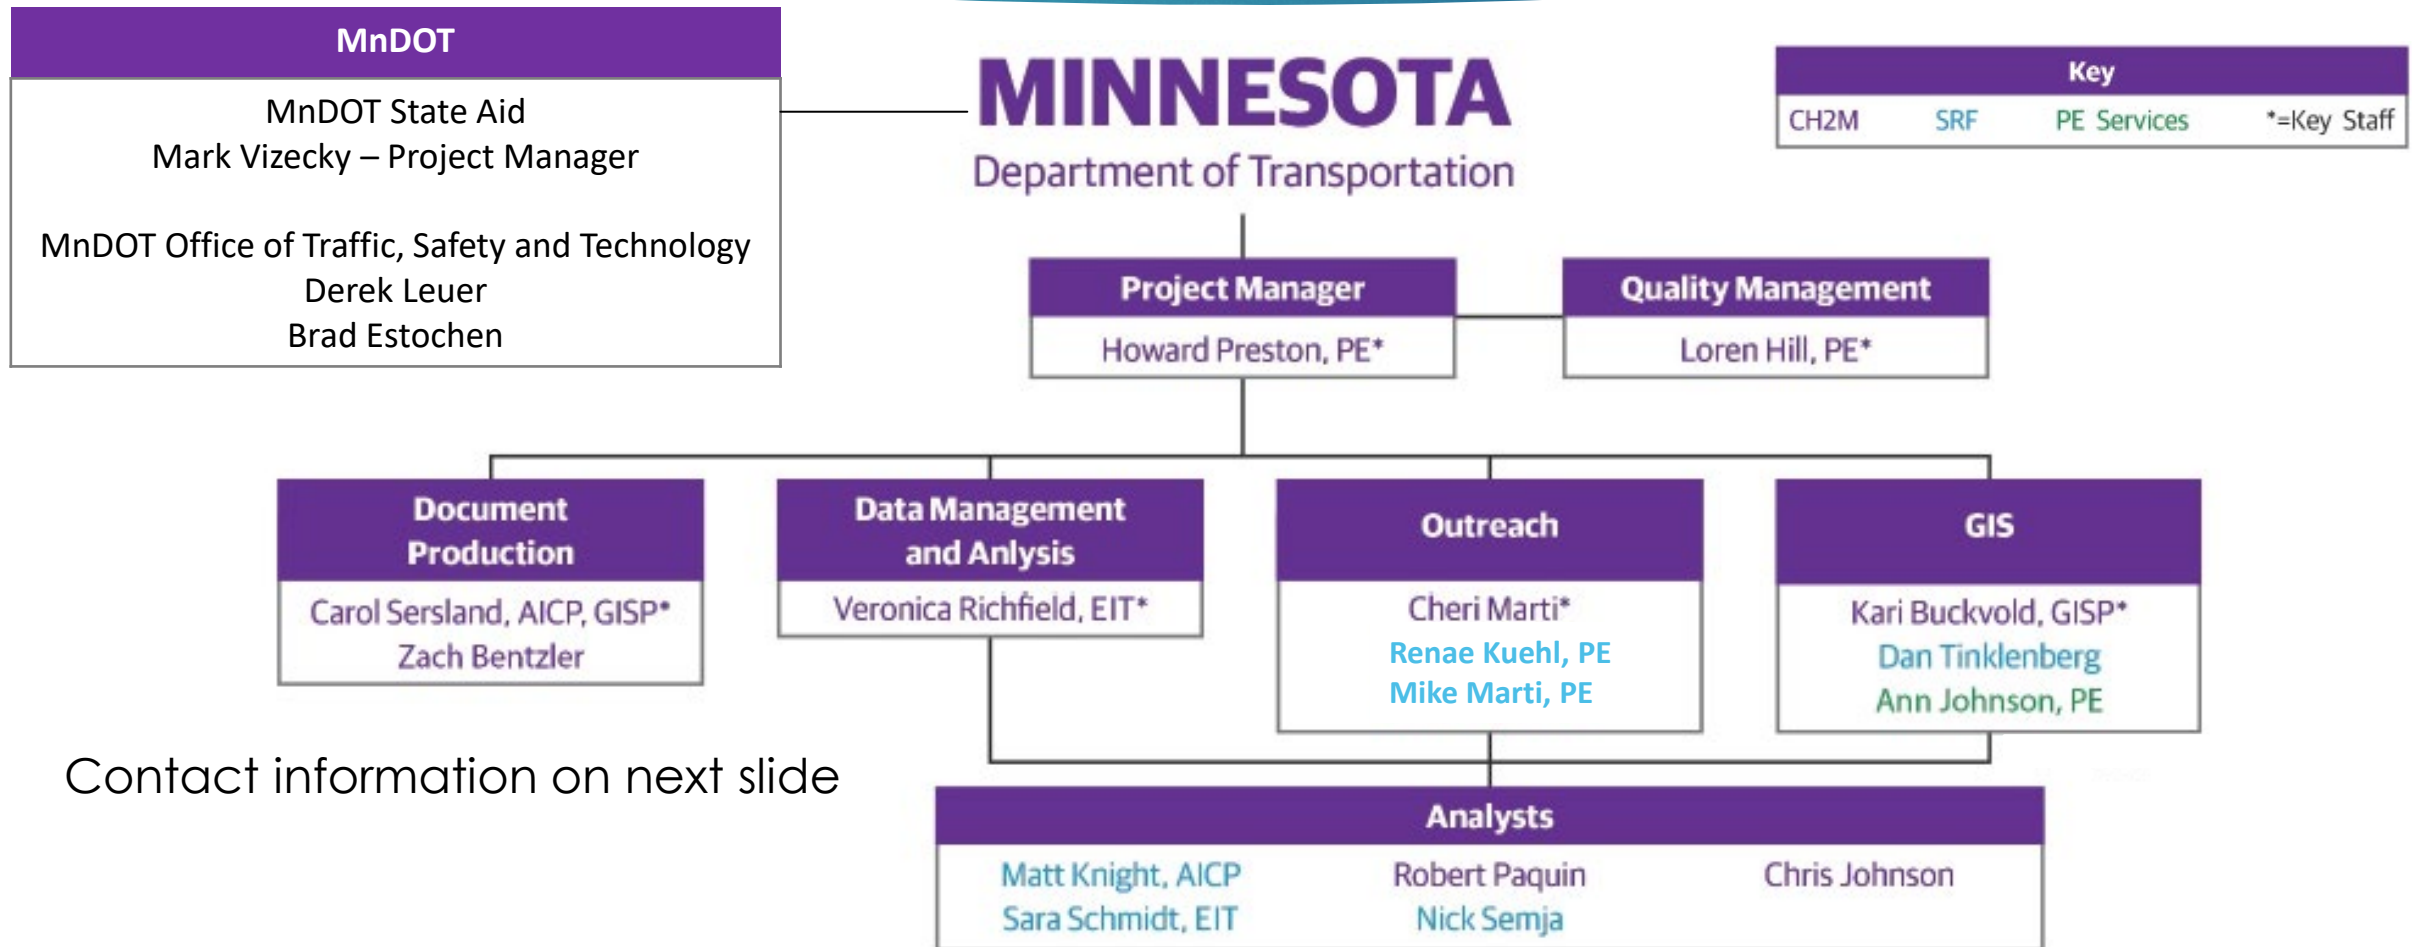 MnDOT
MnDOT State Aid
Mark Vizecky – Project Manager
MnDOT Office of Traffic, Safety and Technology
Derek Leuer
Brad Estochen
MINNESOTA
Department of Transportation
Key
CH2M SRF PE Services *=Key Staff
Project Manager
Howard Preston, PE*
Quality Management
Loren Hill, PE*
Document
Production
Carol Sersland, AICP, GISP*
Zach Bentzler
Data Management
and Anlysis
Veronica Richfield, EIT*
Outreach
Cheri Marti*
Renae Kuehl, PE
Mike Marti, PE
GIS
Kari Buckvold, GISP*
Dan Tinklenberg
Ann Johnson, PE
Contact information on next slide
Analysts
Matt Knight, AICP Robert Paquin Chris Johnson
Sara Schmidt, EIT Nick Semja